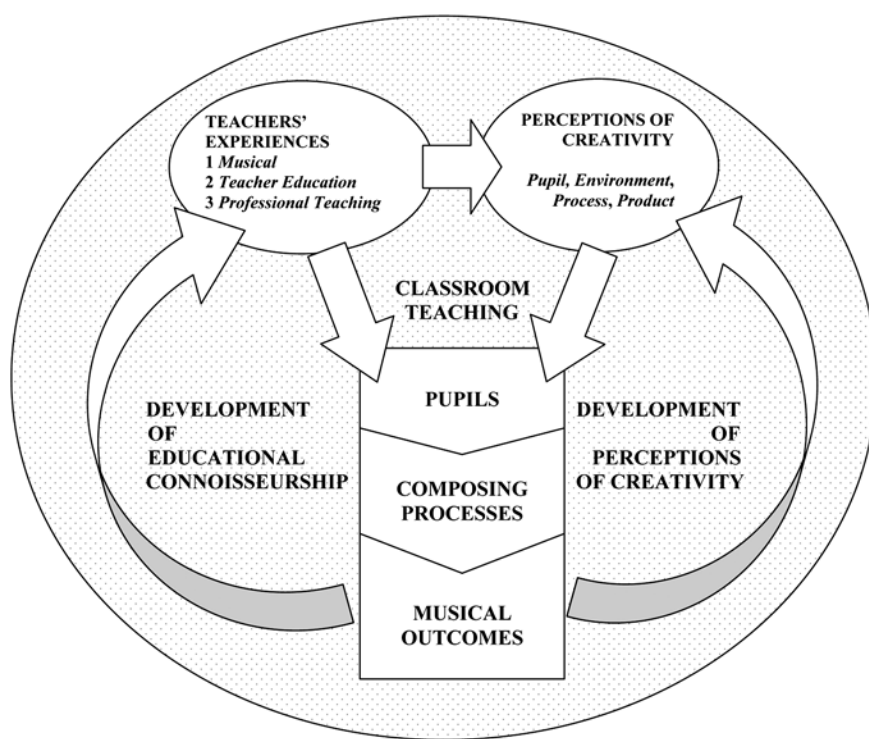 TEACHERS'
EXPERIENCES
1 Musical
2 Teacher Education
3 Professional Teaching
PERCEPTIONS OF
CREATIVITY
Pupil, Environment,
Process, Product
CLASSROOM
TEACHING
PUPILS
DEVELOPMENT
OF
EDUCATIONAL
CONNOISSEURSHIP
COMPOSING
PROCESSES
DEVELOPMENT
OF
PERCEPTIONS
OF CREATIVITY
MUSICAL
OUTCOMES